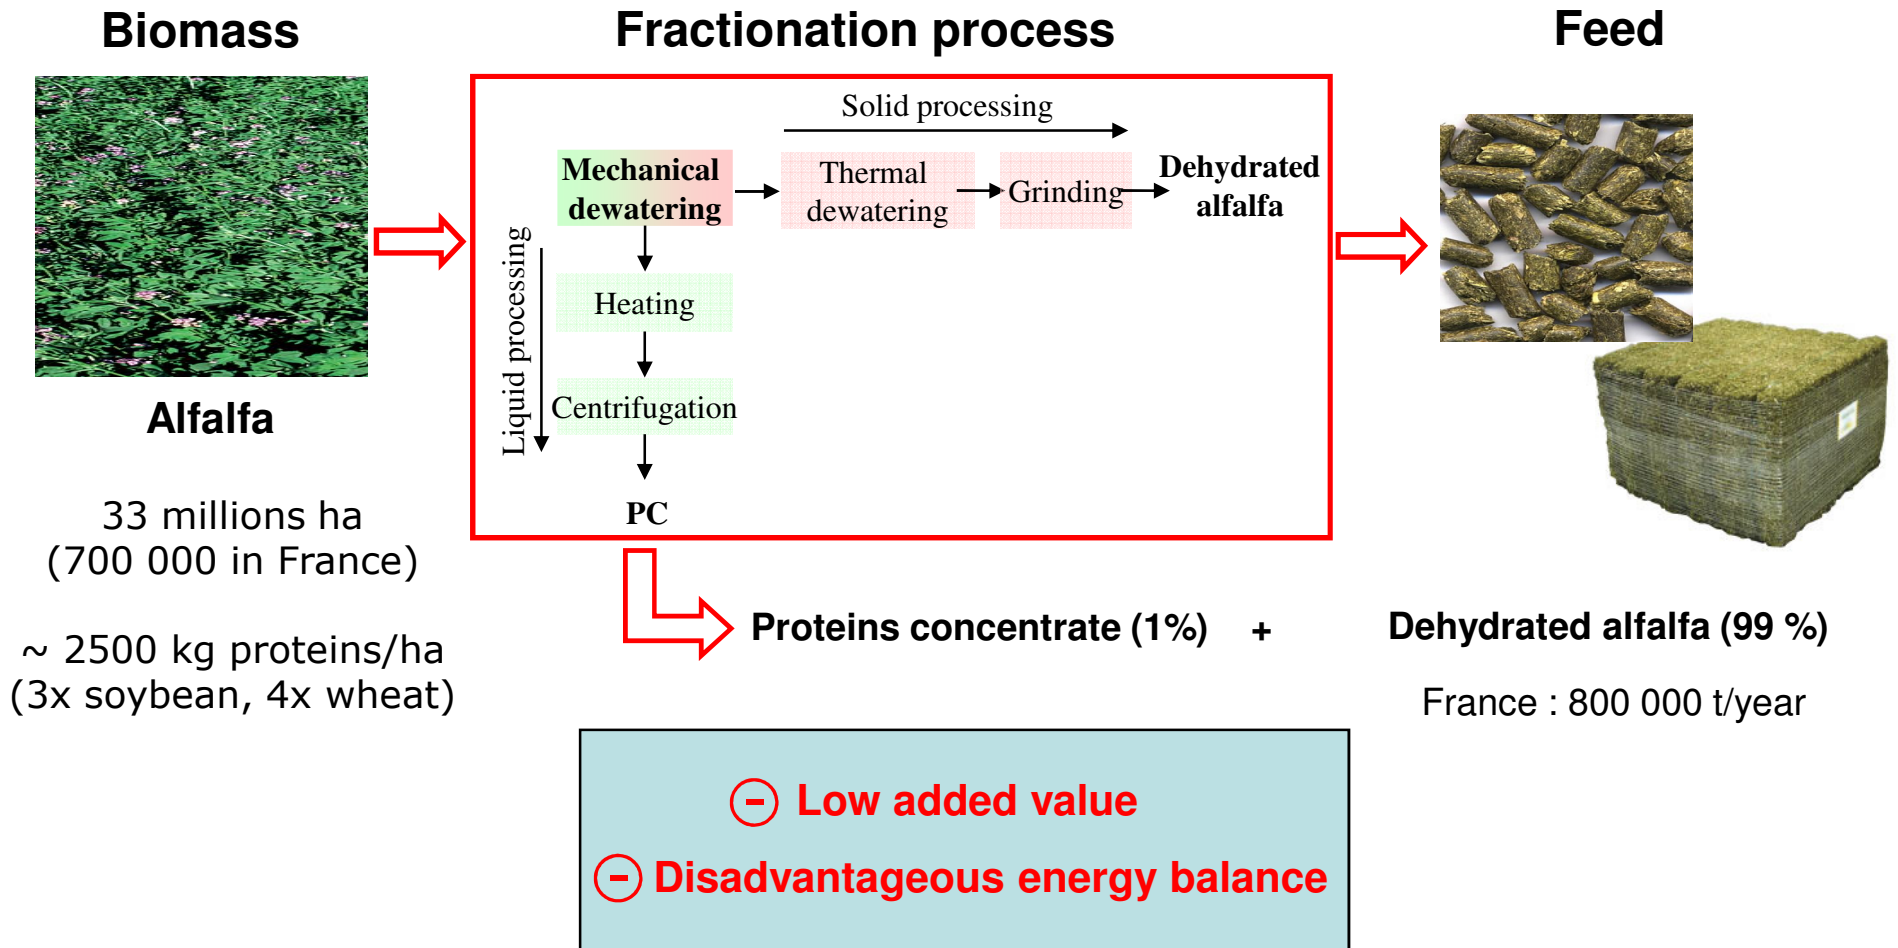 Biomass
Fractionation process
Feed
Solid processing
Mechanical
dewatering
Thermal
dewatering
Grinding
Dehydrated
alfalfa
Liquid processing
Heating
Centrifugation
PC
Alfalfa
33 millions ha
(700 000 in France)
~ 2500 kg proteins/ha
(3x soybean, 4x wheat)
Proteins concentrate (1%) + Dehydrated alfalfa (99 %)
France : 800 000 t/year
- Low added value
- Disadvantageous energy balance